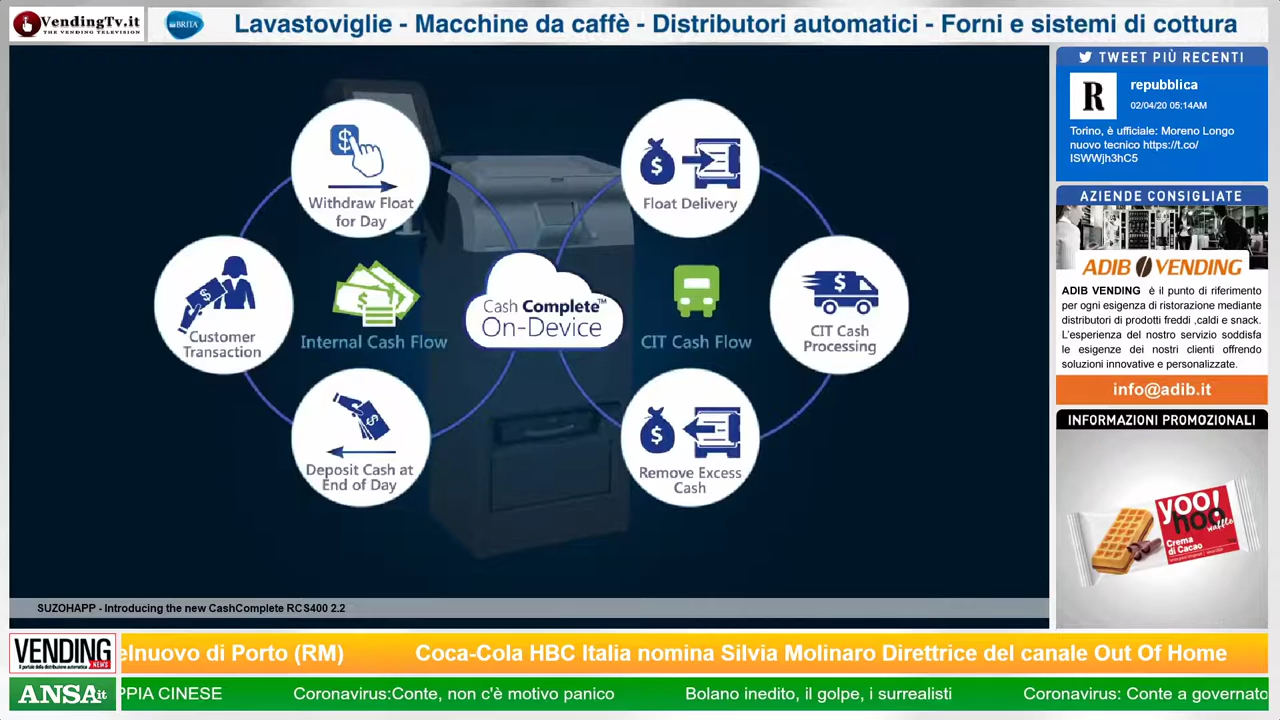 VendingTv.it
THE VENDING TELEVISION
BRITA
Lavastoviglie - Macchine da caffè - Distributori automatici - Forni e sistemi di cottura
Withdraw Float
for Day
Customer
Transaction
Internal Cash Flow
Deposit Cash at
End of Day
Cash Complete™
On-Device
Float Delivery
CIT Cash Flow
CIT Cash
Processing
Remove Excess
Cash
SUZOHAPP - Introducing the new CashComplete RCS400 2.2
TWEET PIÙ RECENTI
R
repubblica
02/04/20 05:14AM
Torino, è ufficiale: Moreno Longo
nuovo tecnico https://t.co/
ISWWjh3hC5
AZIENDE CONSIGLIATE
ADIB VENDING
ADIB VENDING è il punto di riferimento
per ogni esigenza di ristorazione mediante
distributori di prodotti freddi ,caldi e snack.
L'esperienza del nostro servizio soddisfa
le esigenze dei nostri clienti offrendo
soluzioni innovative e personalizzate.
info@adib.it
INFORMAZIONI PROMOZIONALI
yoo!
hoo
waffle
Crema
di Cacao
VENDING
NEWS
Il portale della distribuzione automatica
elnuovo di Porto (RM) Coca-Cola HBC Italia nomina Silvia Molinaro Direttrice del canale Out Of Home
ANSA.it
PPIA CINESE Coronavirus:Conte, non c'è motivo panico Bolano inedito, il golpe, i surrealisti Coronavirus: Conte a governato